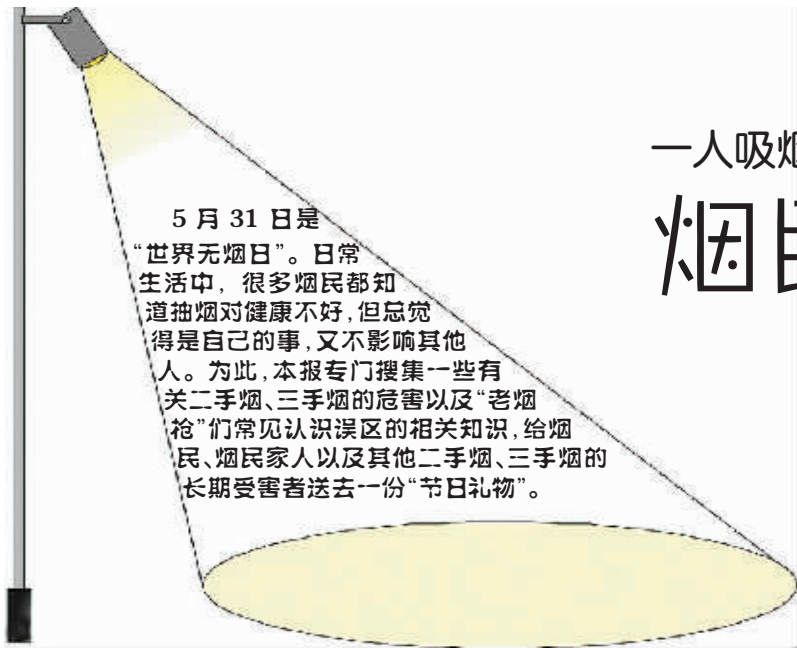 一人吸烟
烟民
5 月 31 日是
“世界无烟日”。日常
生活中，很多烟民都知
道抽烟对健康不好，但总觉
得是自己的事，又不影响其他
人。为此，本报专门搜集一些有
关二手烟、三手烟的危害以及“老烟
枪”们常见认识误区的相关知识，给烟
民、烟民家人以及其他二手烟、三手烟的
长期受害者送去一份“节日礼物”。